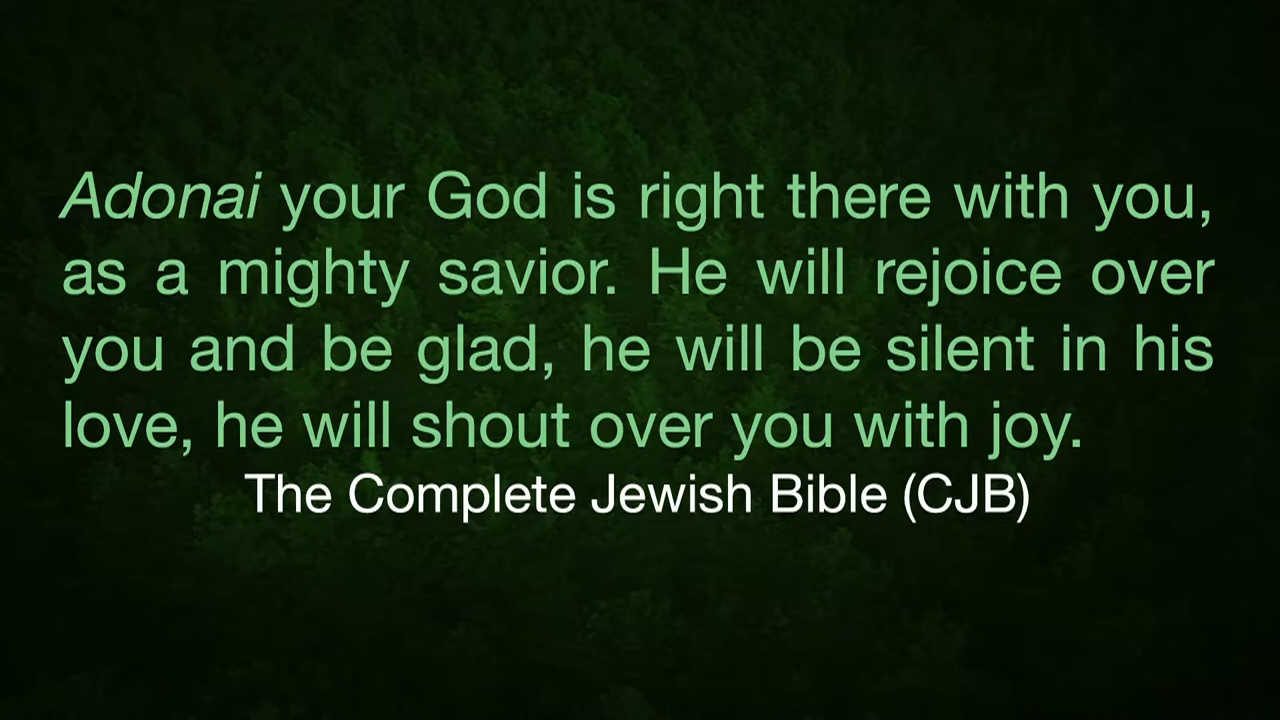 Adonai your God is right there with you,
as a mighty savior. He will rejoice over
you and be glad, he will be silent in his
love, he will shout over you with joy.
The Complete Jewish Bible (CJB)